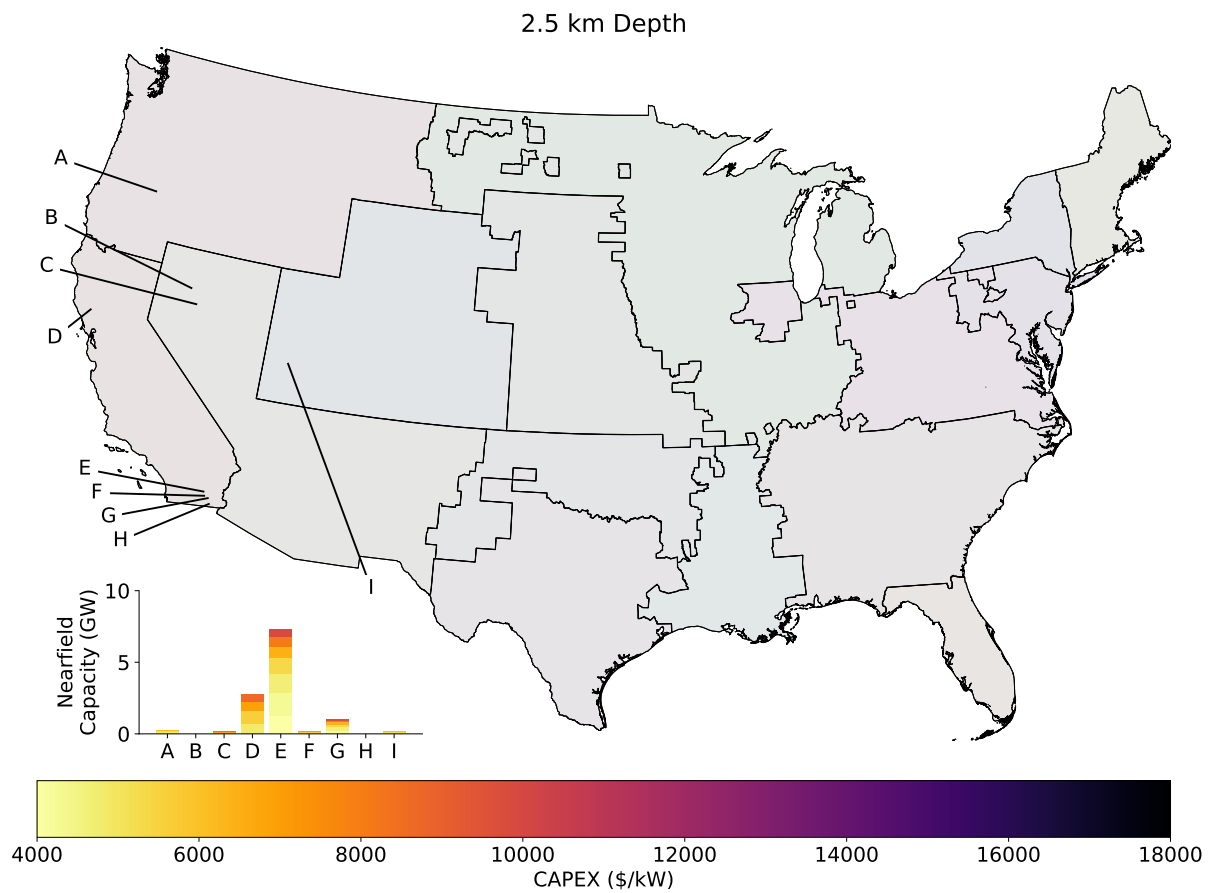 2.5 km Depth
A
B
C
D
E
F
G
H
I
Nearfield
Capacity (GW)
10
5
0
A B C D E F G H I
4000 6000 8000 10000 12000 14000 16000 18000
CAPEX ($/kW)